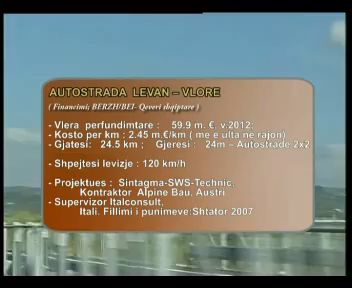 AUTOSTRADA LEVAN – VLORE
( Financimi; BERZH/BEI- Qeveri shqiptare )
- Vlera perfundimtare : 59.9 m. €. v.2012;
- Kosto per km ; 2.45 m.€/km ( me e ulta ne rajon)
- Gjatesi: 24.5 km ; Gjeresi : 24m – Autostrade 2x2
- Shpejtesi levizje : 120 km/h
- Projektues : Sintagma-SWS-Technic.
Kontraktor Alpine Bau. Austri
- Supervizor Italconsult,
Itali. Fillimi i punimeve:Shtator 2007